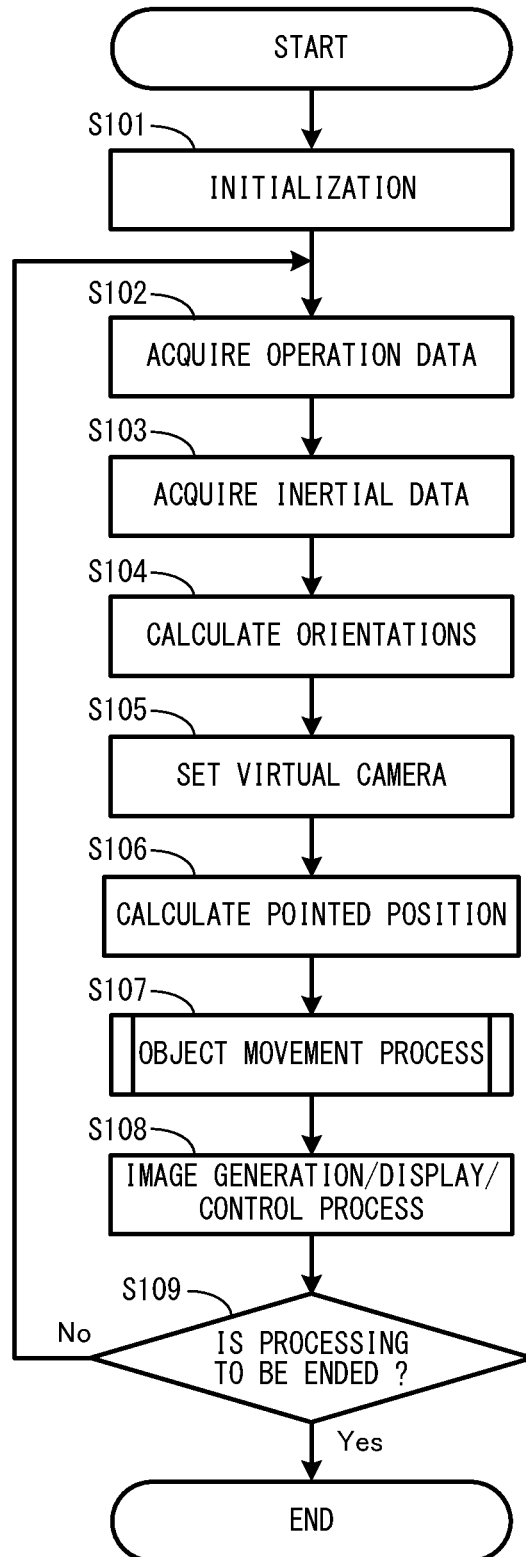 START
S101
INITIALIZATION
S102
ACQUIRE OPERATION DATA
S103
ACQUIRE INERTIAL DATA
S104
CALCULATE ORIENTATIONS
S105
SET VIRTUAL CAMERA
S106
CALCULATE POINTED POSITION
S107
OBJECT MOVEMENT PROCESS
S108
IMAGE GENERATION/DISPLAY/
CONTROL PROCESS
S109
No
IS PROCESSING
TO BE ENDED ?
Yes
END